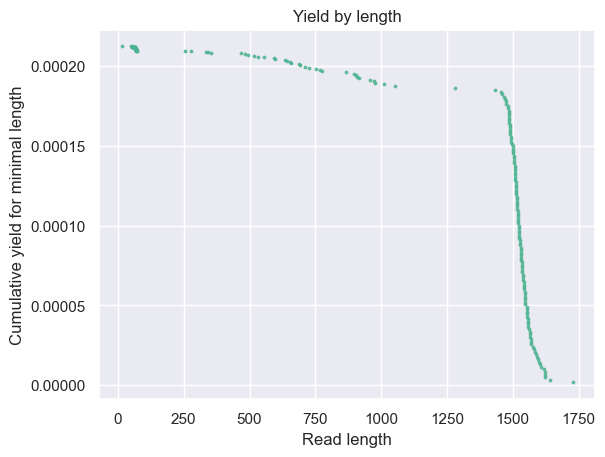 Yield by length
Cumulative yield for minimal length
0.00020
0.00015
0.00010
0.00005
0.00000
0 250 500 750 1000 1250 1500 1750
Read length